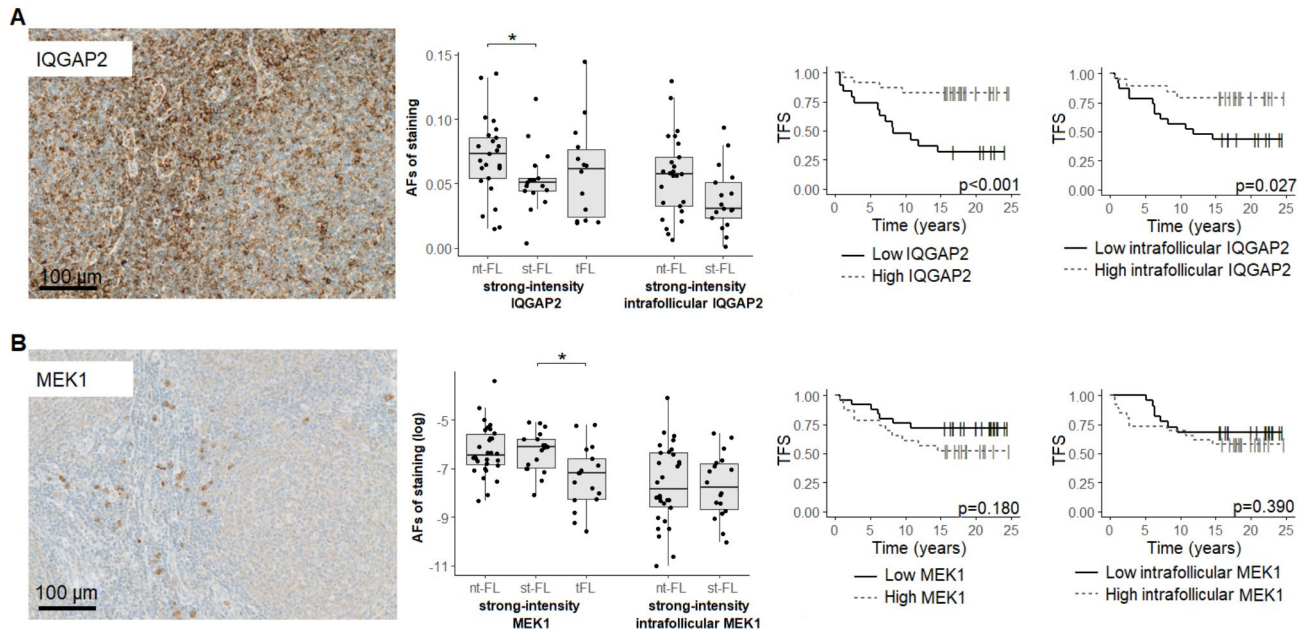 A
IQGAP2
100 µm
AFs of staining
0.15
0.10
0.05
0.00
*
nt-FL st-FL tFL nt-FL st-FL
strong-intensity
IQGAP2
strong-intensity
intrafollicular IQGAP2
TFS
1.00
0.75
0.50
0.25
0.00
p<0.001
0 5 10 15 20 25
Time (years)
Low IQGAP2
High IQGAP2
TFS
1.00
0.75
0.50
0.25
0.00
p=0.027
0 5 10 15 20 25
Time (years)
Low intrafollicular IQGAP2
High intrafollicular IQGAP2
B
MEK1
100 µm
AFs of staining (log)
-5
-7
-9
-11
*
nt-FL st-FL tFL nt-FL st-FL
strong-intensity
MEK1
strong-intensity
intrafollicular MEK1
TFS
1.00
0.75
0.50
0.25
0.00
p=0.180
0 5 10 15 20 25
Time (years)
Low MEK1
High MEK1
TFS
1.00
0.75
0.50
0.25
0.00
p=0.390
0 5 10 15 20 25
Time (years)
Low intrafollicular MEK1
High intrafollicular MEK1